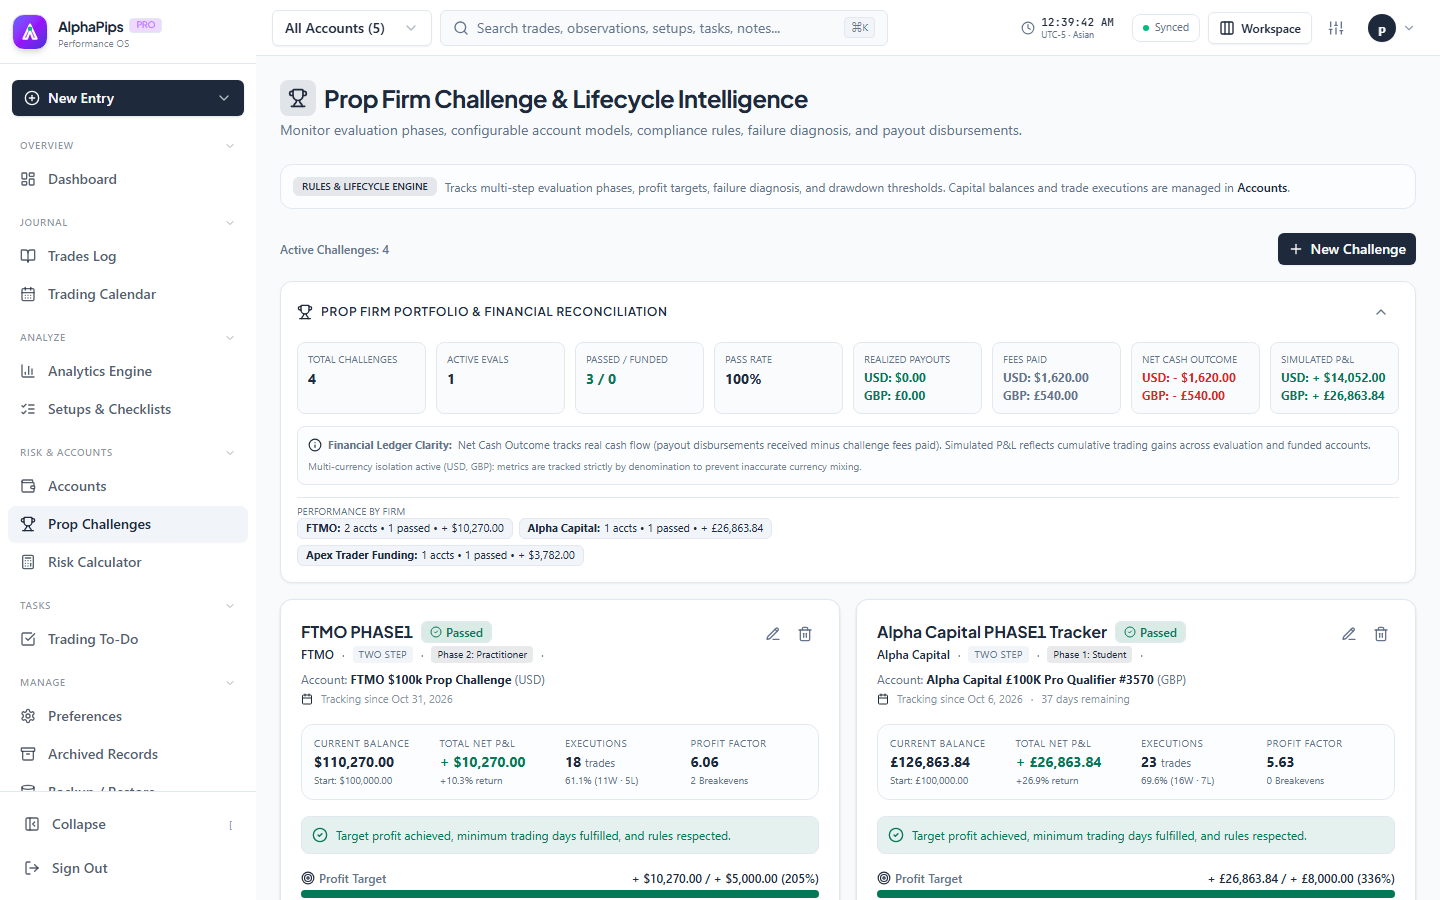 AlphaPips PRO
Performance OS
New Entry
OVERVIEW
Dashboard
JOURNAL
Trades Log
Trading Calendar
ANALYZE
Analytics Engine
Setups & Checklists
RISK & ACCOUNTS
Accounts
Prop Challenges
Risk Calculator
TASKS
Trading To-Do
MANAGE
Preferences
Archived Records
Backup / Restore
Collapse [
Sign Out
All Accounts (5)
Search trades, observations, setups, tasks, notes... ⌘K
12:39:42 AM
UTC-5 · Asian
Synced
Workspace
p
Prop Firm Challenge & Lifecycle Intelligence
Monitor evaluation phases, configurable account models, compliance rules, failure diagnosis, and payout disbursements.
RULES & LIFECYCLE ENGINE Tracks multi-step evaluation phases, profit targets, failure diagnosis, and drawdown thresholds. Capital balances and trade executions are managed in Accounts.
Active Challenges: 4
New Challenge
PROP FIRM PORTFOLIO & FINANCIAL RECONCILIATION
TOTAL CHALLENGES
4
ACTIVE EVALS
1
PASSED / FUNDED
3 / 0
PASS RATE
100%
REALIZED PAYOUTS
USD: $0.00
GBP: £0.00
FEES PAID
USD: $1,620.00
GBP: £540.00
NET CASH OUTCOME
USD: - $1,620.00
GBP: - £540.00
SIMULATED P&L
USD: + $14,052.00
GBP: + £26,863.84
Financial Ledger Clarity: Net Cash Outcome tracks real cash flow (payout disbursements received minus challenge fees paid). Simulated P&L reflects cumulative trading gains across evaluation and funded accounts.
Multi-currency isolation active (USD, GBP): metrics are tracked strictly by denomination to prevent inaccurate currency mixing.
PERFORMANCE BY FIRM
FTMO: 2 accts • 1 passed • + $10,270.00
Alpha Capital: 1 accts • 1 passed • + £26,863.84
Apex Trader Funding: 1 accts • 1 passed • + $3,782.00
FTMO PHASE1 Passed
FTMO · TWO STEP · Phase 2: Practitioner ·
Account: FTMO $100k Prop Challenge (USD)
Tracking since Oct 31, 2026
CURRENT BALANCE
$110,270.00
Start: $100,000.00
TOTAL NET P&L
+ $10,270.00
+10.3% return
EXECUTIONS
18 trades
61.1% (11W · 5L)
PROFIT FACTOR
6.06
2 Breakevens
Target profit achieved, minimum trading days fulfilled, and rules respected.
Profit Target + $10,270.00 / + $5,000.00 (205%)
Alpha Capital PHASE1 Tracker Passed
Alpha Capital · TWO STEP · Phase 1: Student ·
Account: Alpha Capital £100K Pro Qualifier #3570 (GBP)
Tracking since Oct 6, 2026 · 37 days remaining
CURRENT BALANCE
£126,863.84
Start: £100,000.00
TOTAL NET P&L
+ £26,863.84
+26.9% return
EXECUTIONS
23 trades
69.6% (16W · 7L)
PROFIT FACTOR
5.63
0 Breakevens
Target profit achieved, minimum trading days fulfilled, and rules respected.
Profit Target + £26,863.84 / + £8,000.00 (336%)